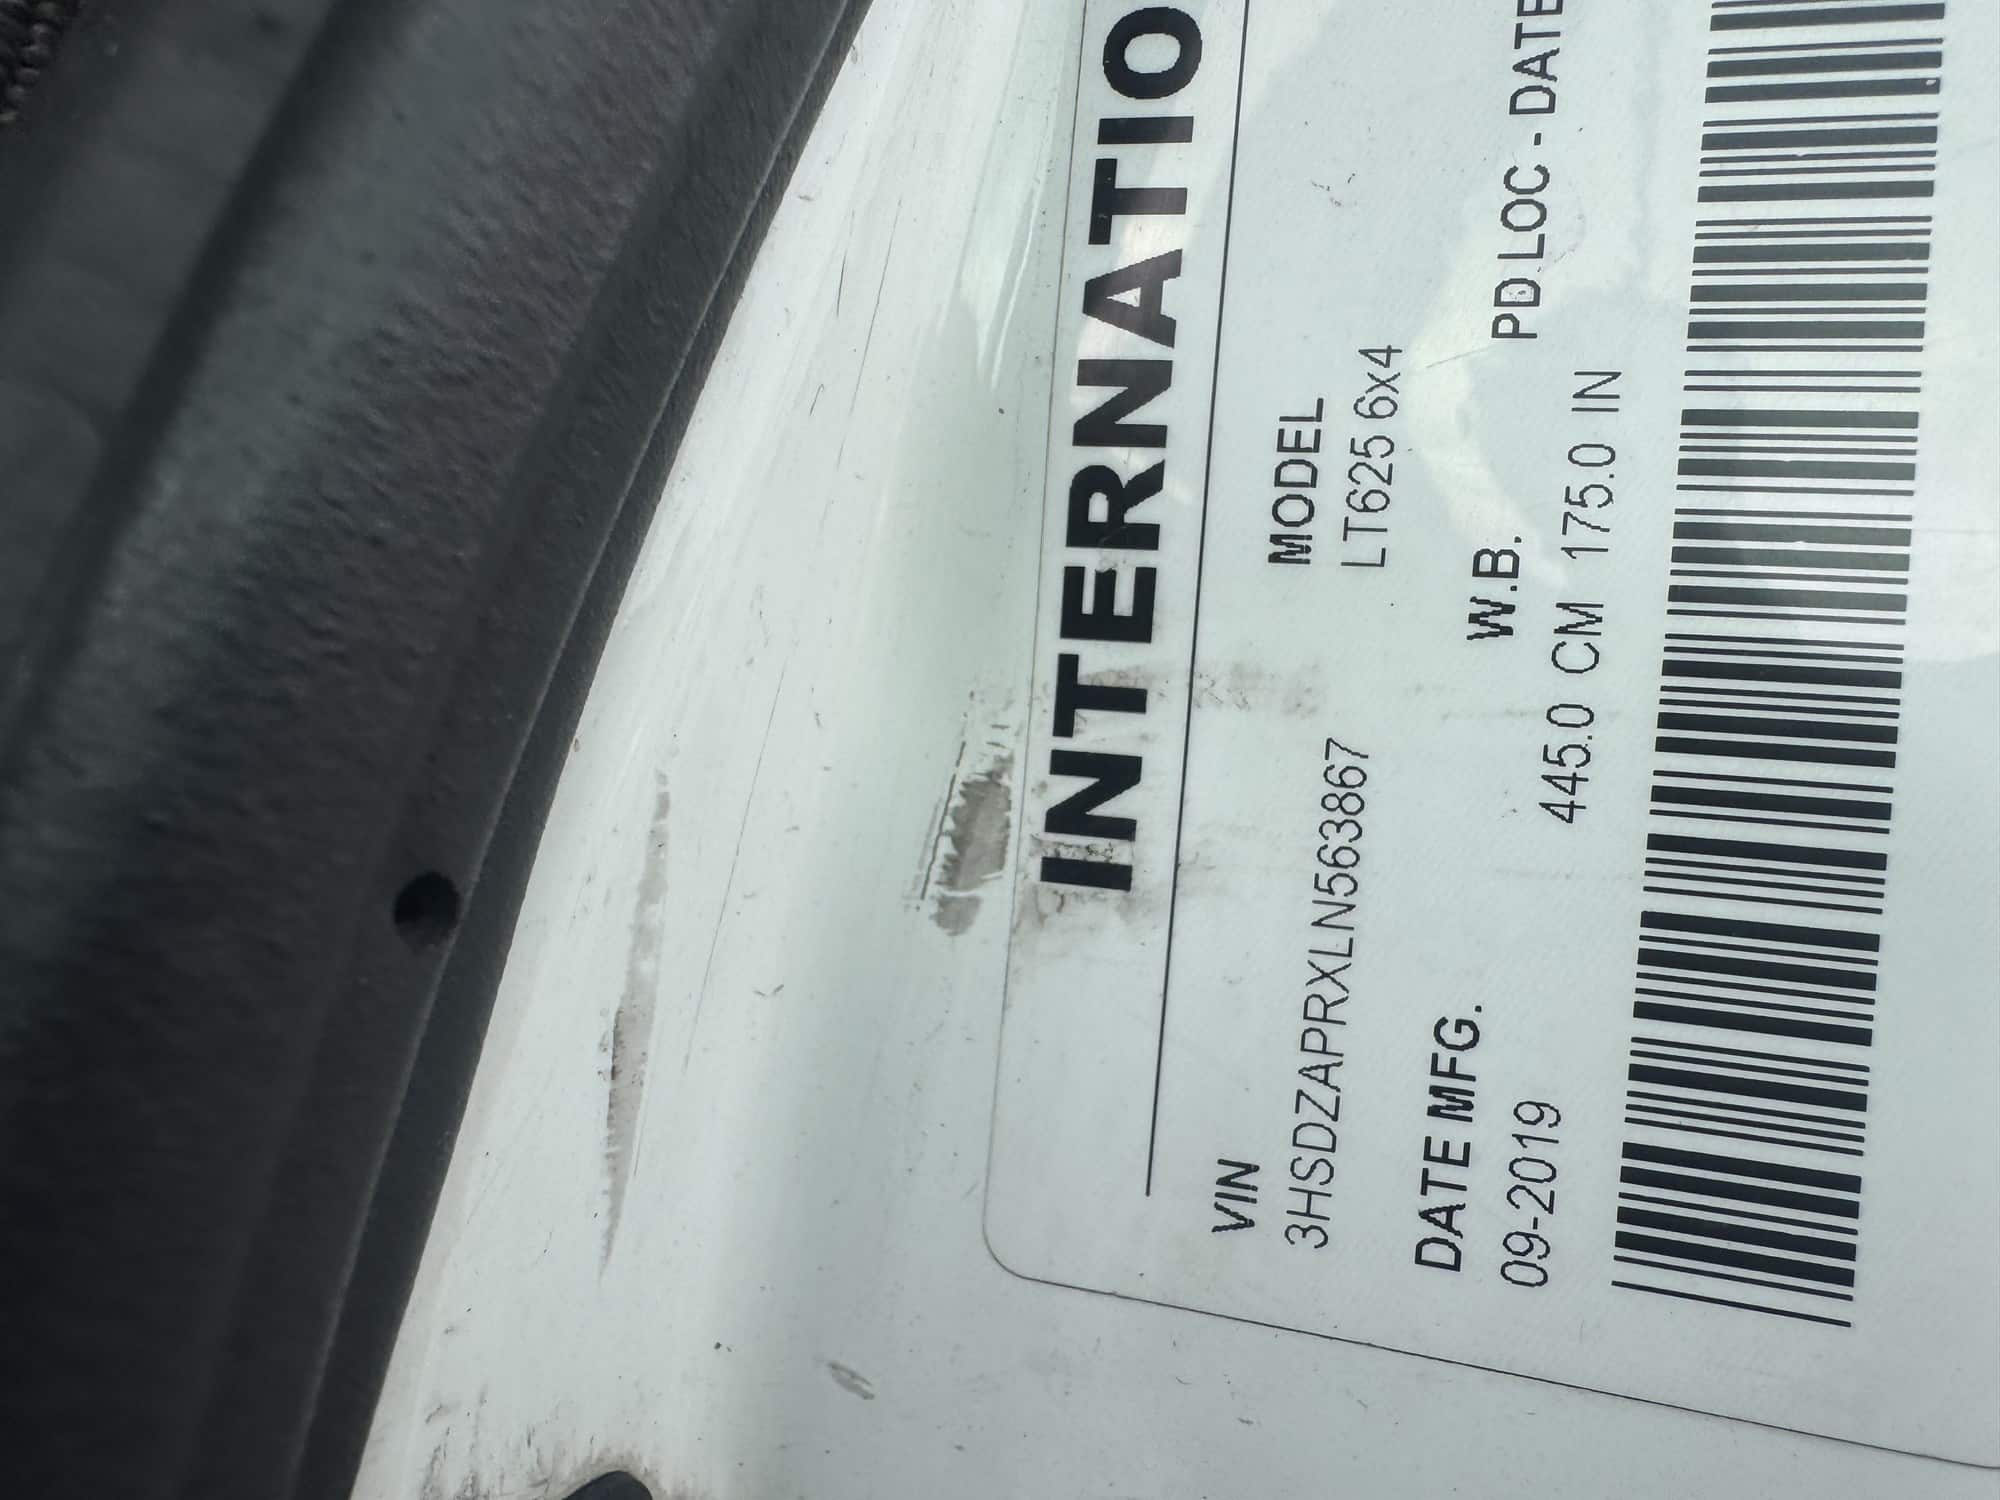 INTERNATIO
VIN MODEL
3HSDZAPRXLN563867 LT625 6x4
DATE MFG. W.B. PD.LOC - DATE
09-2019 445.0 CM 175.0 IN